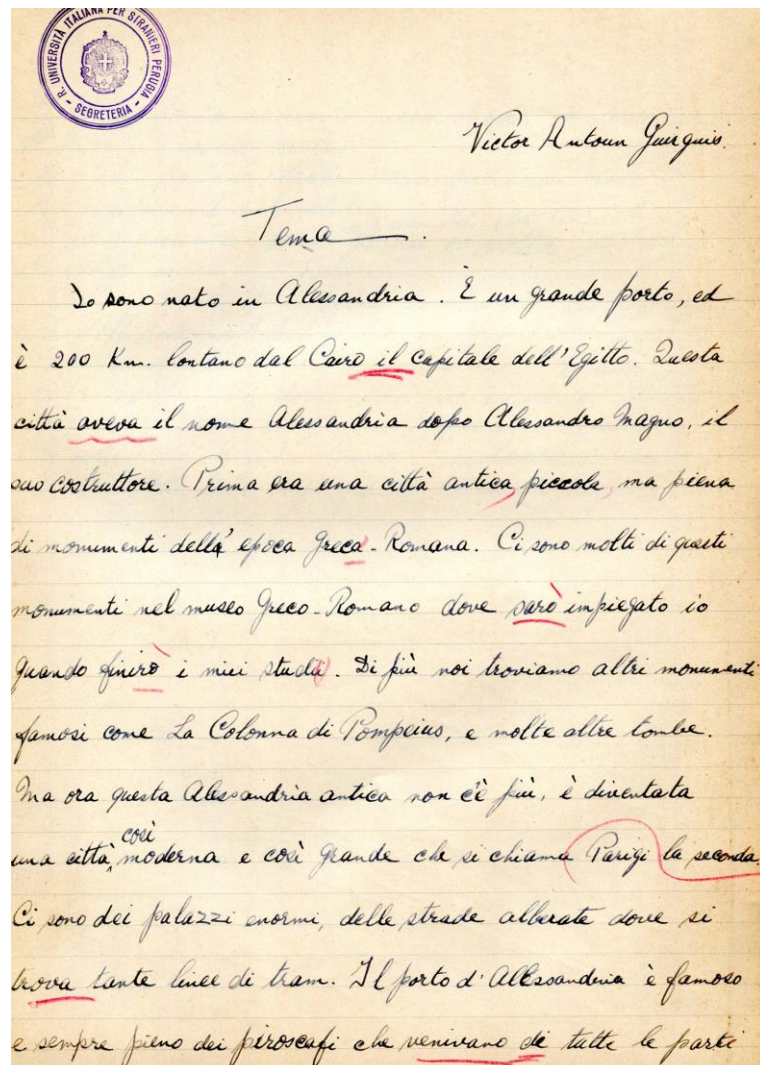 R. UNIVERSITÀ ITALIANA PER STRANIERI PERUGIA
- SEGRETERIA -
Victor Antoun Guirguis.
Tema.
Io sono nato in Alessandria. È un grande porto, ed
è 200 Km. lontano dal Cairo il capitale dell'Egitto. Questa
città aveva il nome Alessandria dopo Alessandro Magno, il
suo costruttore. Prima era una città antica, piccola, ma piena
di monumenti dell'epoca Greca-Romana. Ci sono molti di questi
monumenti nel museo Greco-Romano dove sarò impiegato io
quando finirò i miei studi. Di più noi troviamo altri monumenti
famosi come La Colonna di Pompeius, e molte altre tombe.
Ma ora questa Alessandria antica non c'è più, è diventata
una città così moderna e così grande che si chiama Parigi la seconda.
Ci sono dei palazzi enormi, delle strade alberate dove si
trova tante linee di tram. Il porto d'Alessandria è famoso
e sempre pieno dei piroscafi che venivano di tutte le parti